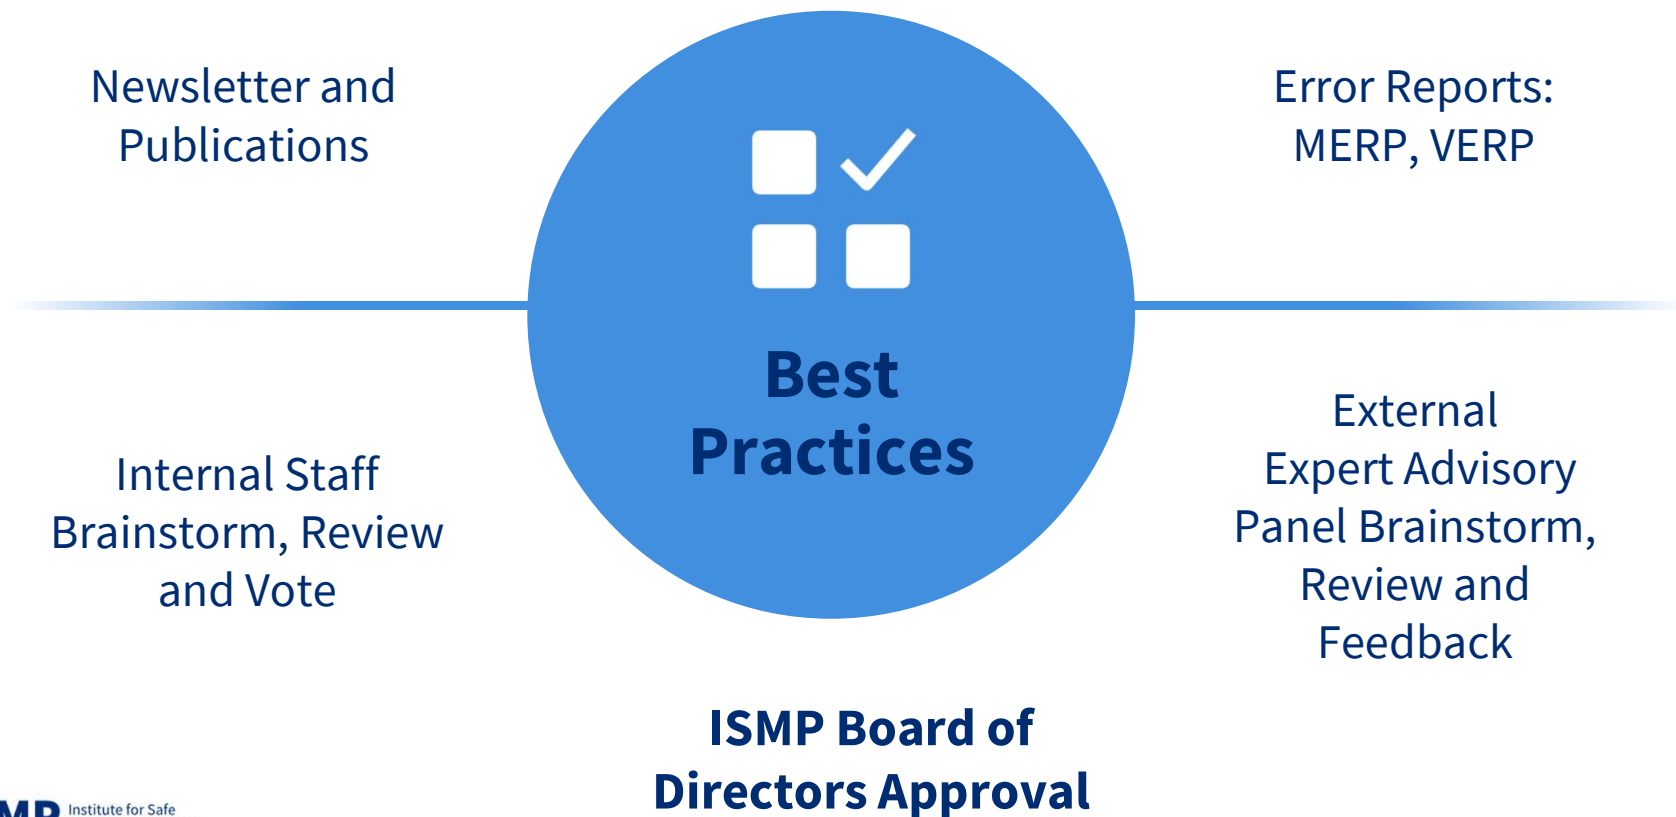 Newsletter and
Publications
Error Reports:
MERP, VERP
Best
Practices
Internal Staff
Brainstorm, Review
and Vote
External
Expert Advisory
Panel Brainstorm,
Review and
Feedback
ISMP Board of
Directors Approval
MP Institute for Safe